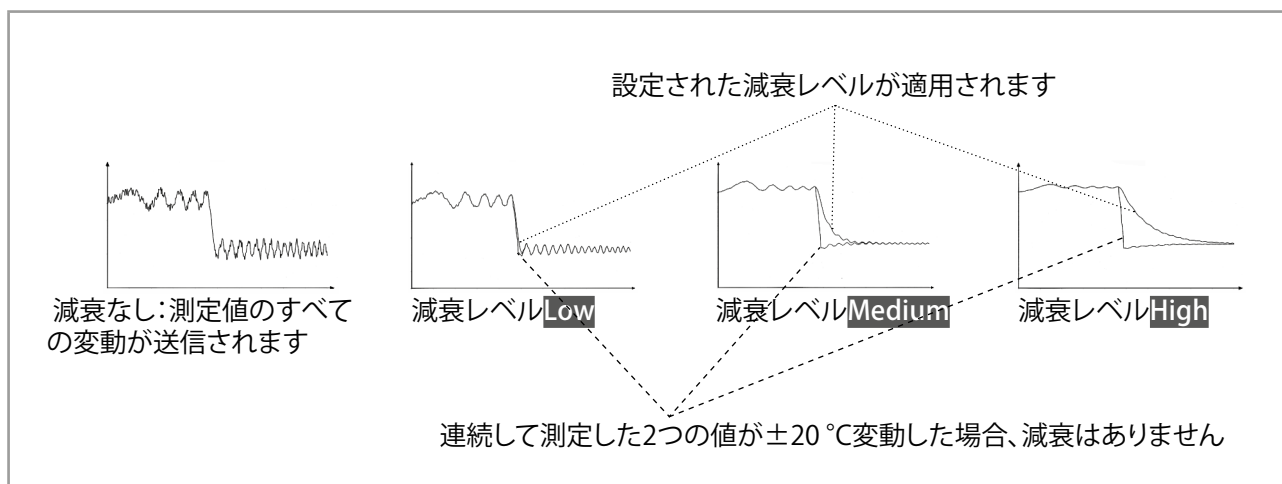 設定された減衰レベルが適用されます
減衰なし：測定値のすべて
の変動が送信されます
減衰レベルLow
減衰レベルMedium
減衰レベルHigh
連続して測定した2つの値が±20 °C変動した場合、減衰はありません